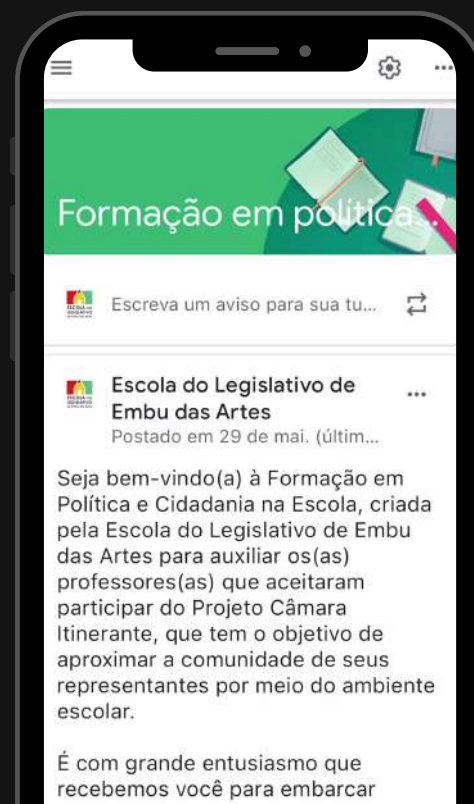 Formação em política...
Escreva um aviso para sua tu...
Escola do Legislativo de
Embu das Artes
Postado em 29 de mai. (últim...
Seja bem-vindo(a) à Formação em
Política e Cidadania na Escola, criada
pela Escola do Legislativo de Embu
das Artes para auxiliar os(as)
professores(as) que aceitaram
participar do Projeto Câmara
Itinerante, que tem o objetivo de
aproximar a comunidade de seus
representantes por meio do ambiente
escolar.
É com grande entusiasmo que
recebemos você para embarcar